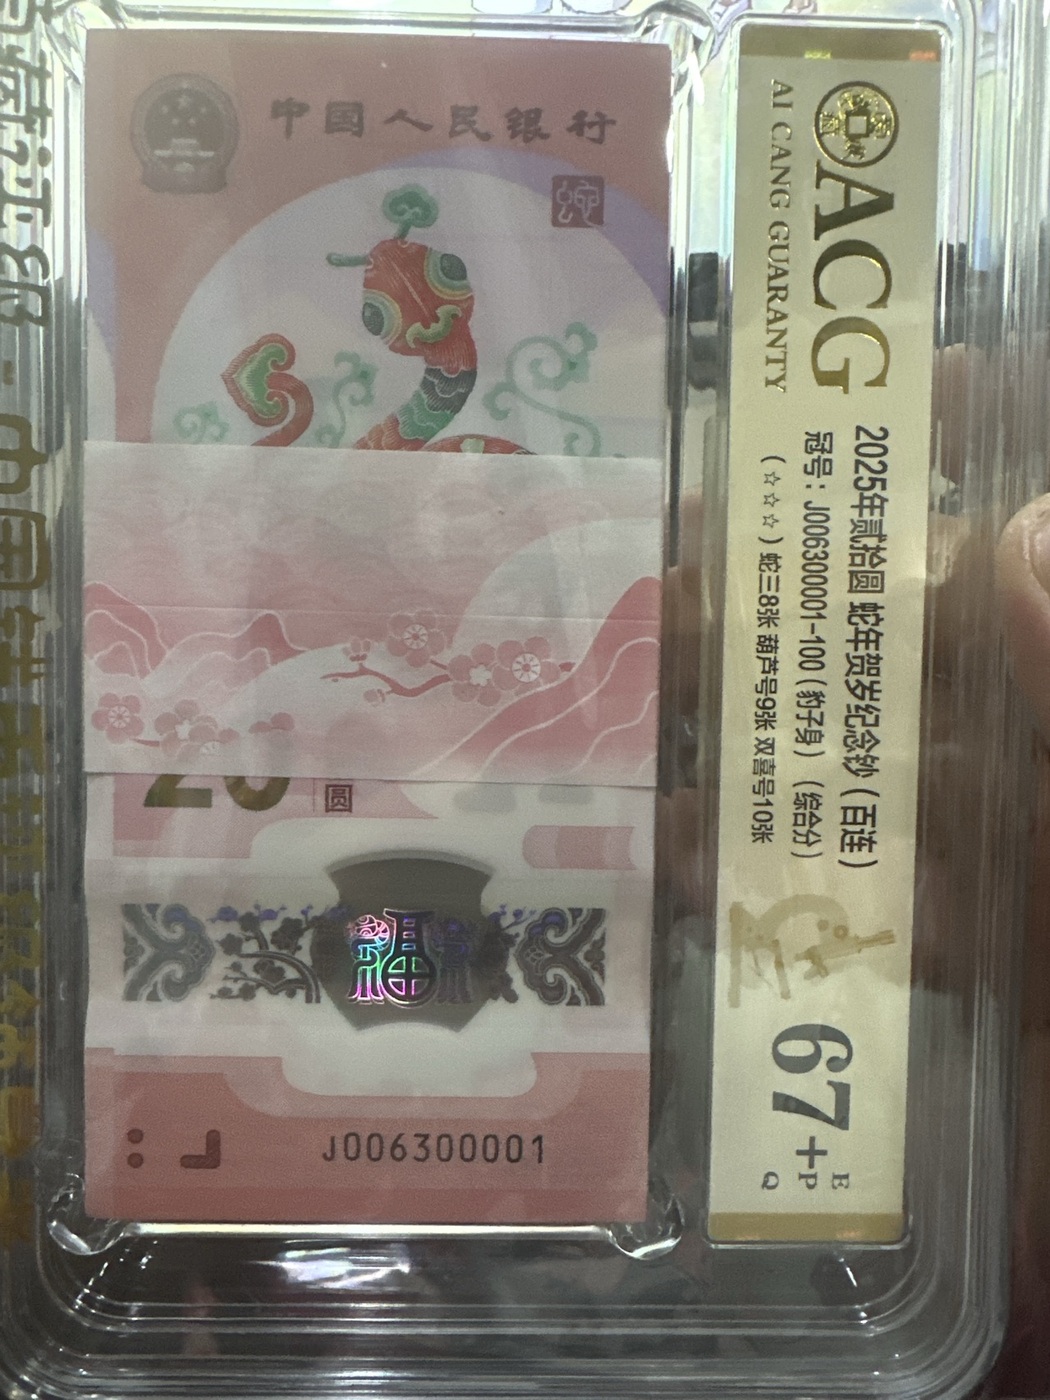 中国人民银行
蛇
20
圆
J006300001
ACG
AI CANG GUARANTY
2025年贰拾圆 蛇年贺岁纪念钞（百连）
冠号：J006300001-100（豹子身）（综合分）
（☆☆☆）蛇三8张 葫芦号9张 双喜号10张
67+
E
P
Q